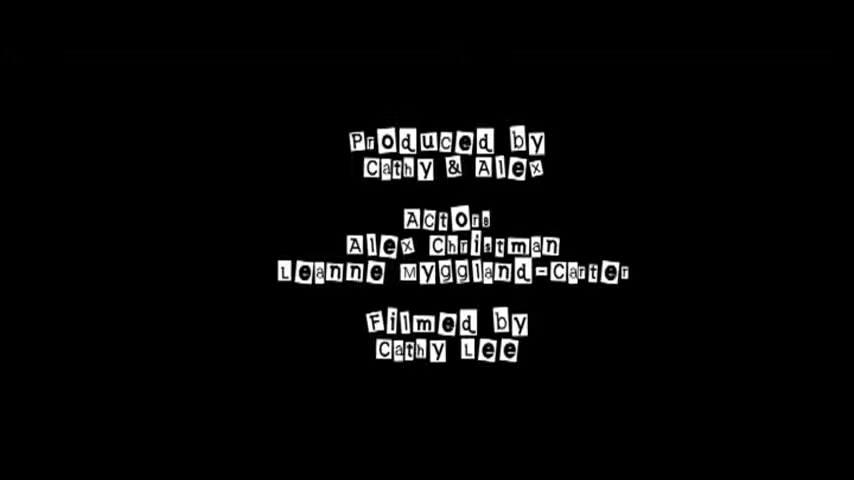 Produced by
Cathy & Alex
Actors
Alex Christman
Leanne Myggland-Carter
Filmed by
Cathy Lee